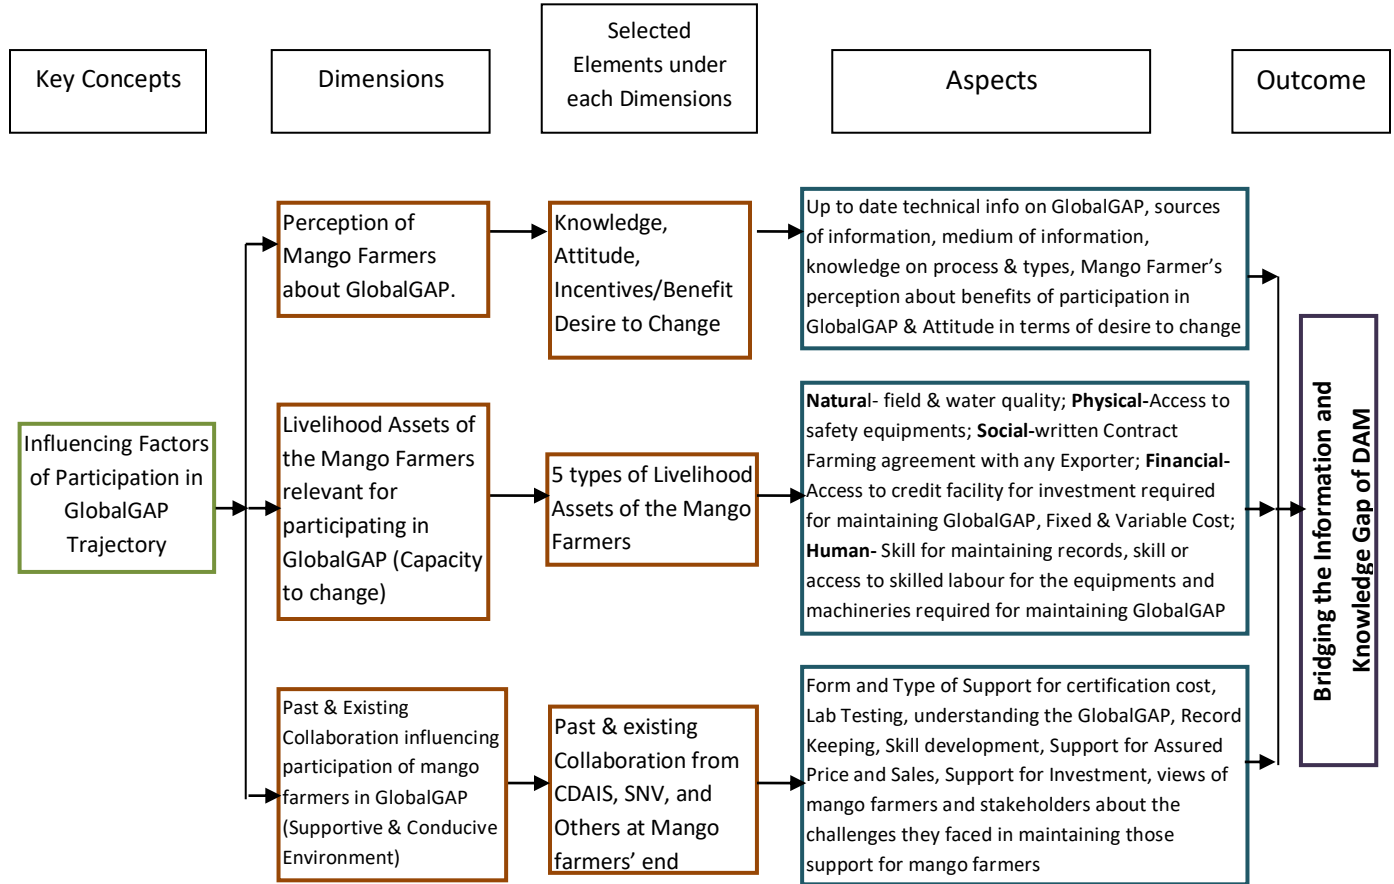 Key Concepts
Dimensions
Selected
Elements under
each Dimensions
Aspects
Outcome
Perception of
Mango Farmers
about GlobalGAP.
Knowledge,
Attitude,
Incentives/Benefit
Desire to Change
Up to date technical info on GlobalGAP, sources
of information, medium of information,
knowledge on process & types, Mango Farmer’s
perception about benefits of participation in
GlobalGAP & Attitude in terms of desire to change
Influencing Factors
of Participation in
GlobalGAP
Trajectory
Livelihood Assets of
the Mango Farmers
relevant for
participating in
GlobalGAP (Capacity
to change)
5 types of Livelihood
Assets of the Mango
Farmers
Natural- field & water quality; Physical-Access to
safety equipments; Social-written Contract
Farming agreement with any Exporter; Financial-
Access to credit facility for investment required
for maintaining GlobalGAP, Fixed & Variable Cost;
Human- Skill for maintaining records, skill or
access to skilled labour for the equipments and
machineries required for maintaining GlobalGAP
Past & Existing
Collaboration influencing
participation of mango
farmers in GlobalGAP
(Supportive & Conducive
Environment)
Past & existing
Collaboration from
CDAIS, SNV, and
Others at Mango
farmers’ end
Form and Type of Support for certification cost,
Lab Testing, understanding the GlobalGAP, Record
Keeping, Skill development, Support for Assured
Price and Sales, Support for Investment, views of
mango farmers and stakeholders about the
challenges they faced in maintaining those
support for mango farmers
Bridging the Information and
Knowledge Gap of DAM